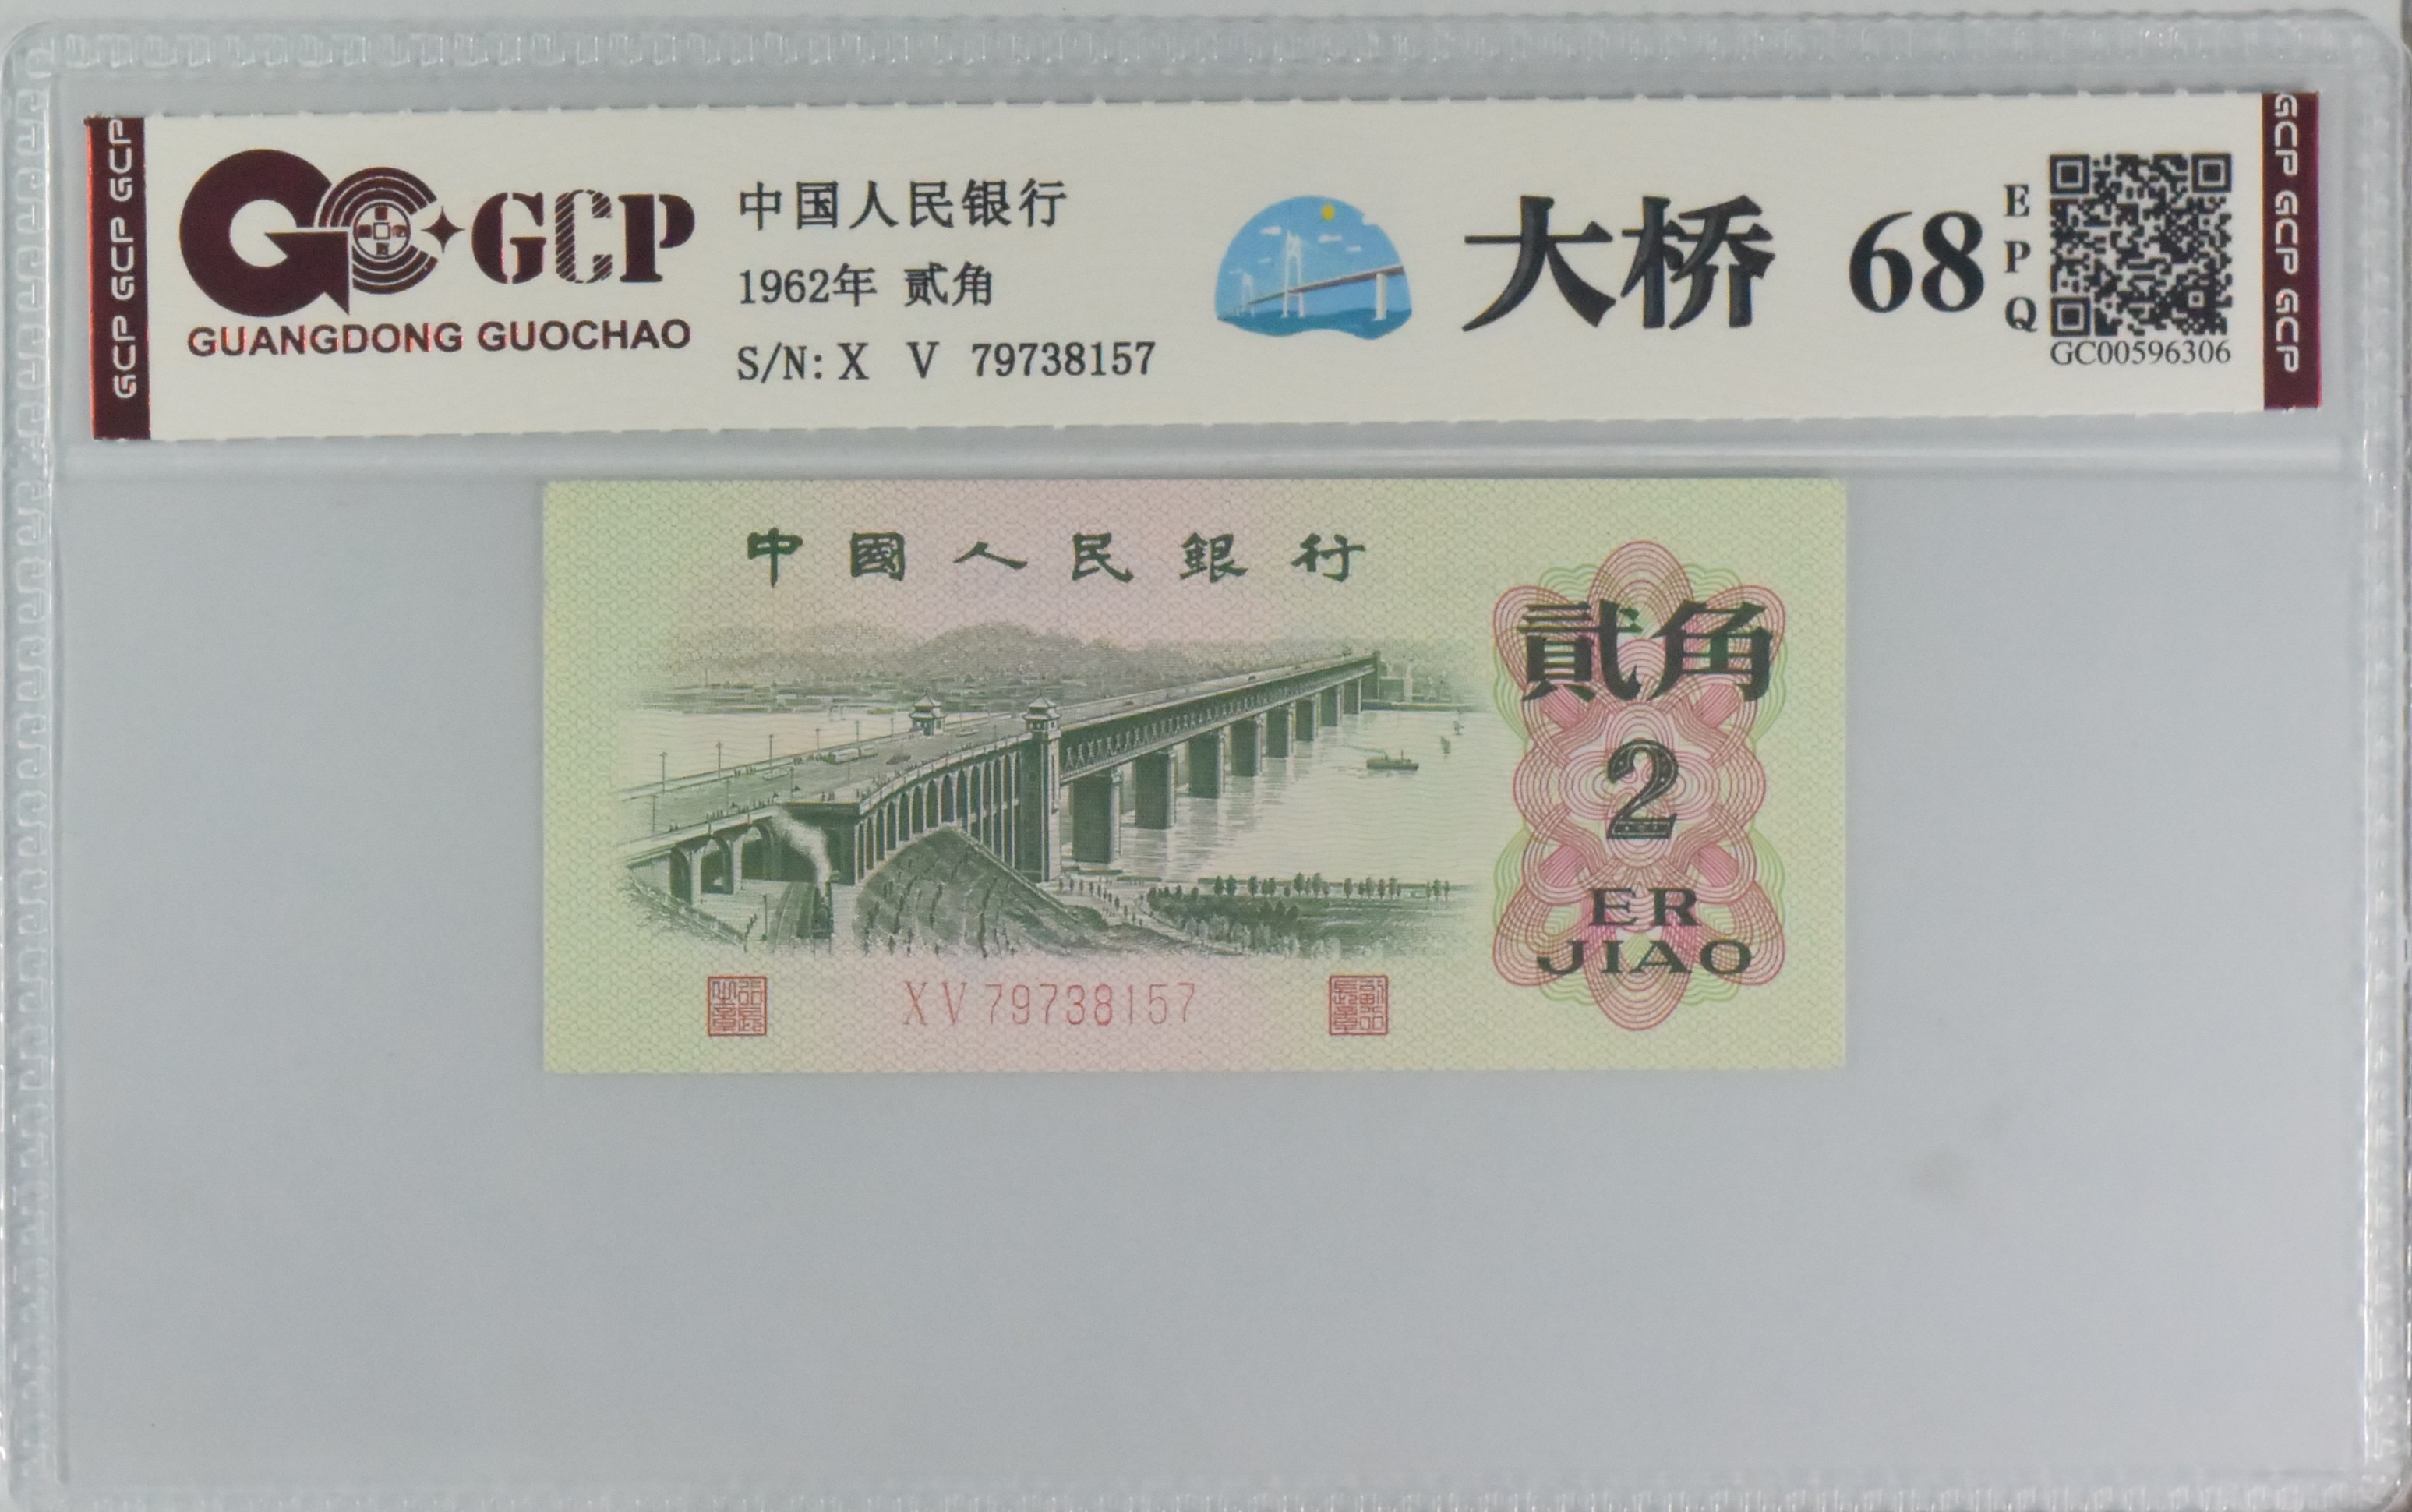 GCP GCP GCP
GCP
GUANGDONG GUOCHAO
中国人民银行
1962年 贰角
S/N: X V 79738157
大桥
68
EPQ
GC00596306
GCP GCP GCP
中國人民銀行
貳角
2
ER
JIAO
XV79738157